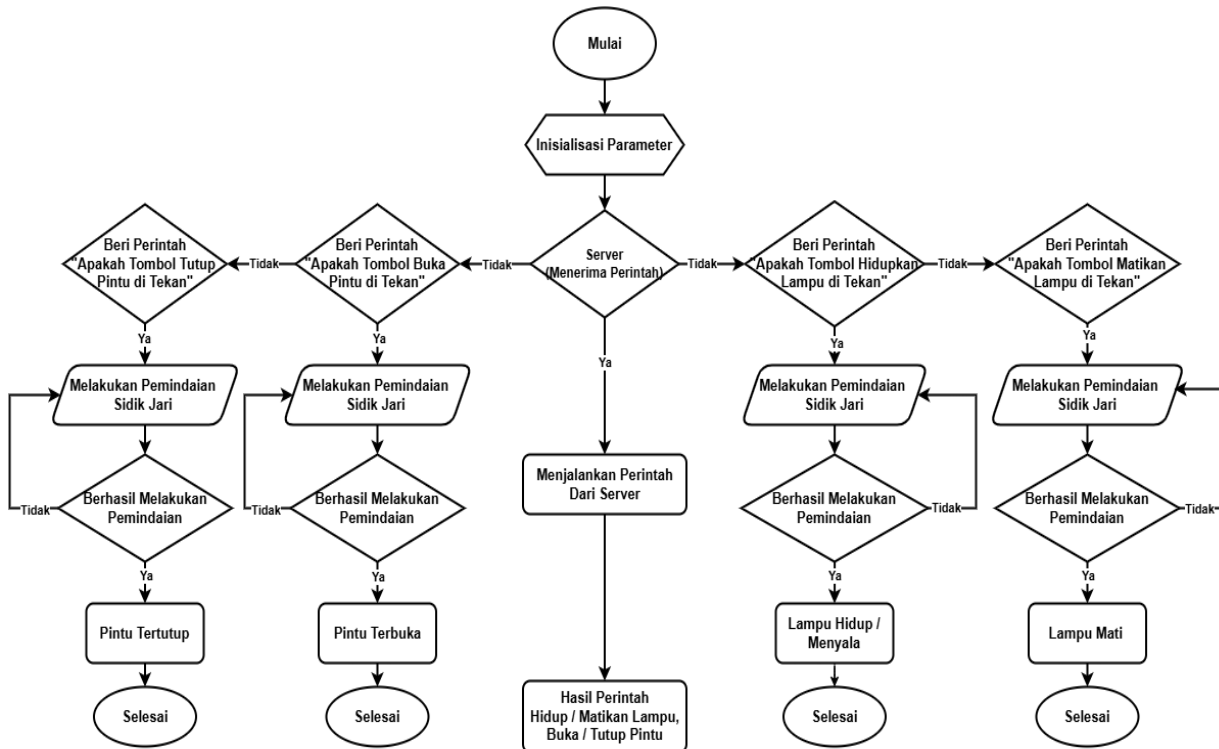 Mulai
Inisialisasi Parameter
Beri Perintah
"Apakah Tombol Tutup
Pintu di Tekan"
Tidak
Beri Perintah
"Apakah Tombol Buka
Pintu di Tekan"
Tidak
Server
(Menerima Perintah)
Tidak
Beri Perintah
"Apakah Tombol Hidupkan
Lampu di Tekan"
Tidak
Beri Perintah
"Apakah Tombol Matikan
Lampu di Tekan"
Ya
Ya
Ya
Ya
Ya
Melakukan Pemindaian
Sidik Jari
Melakukan Pemindaian
Sidik Jari
Melakukan Pemindaian
Sidik Jari
Melakukan Pemindaian
Sidik Jari
Menjalankan Perintah
Dari Server
Tidak
Berhasil Melakukan
Pemindaian
Tidak
Berhasil Melakukan
Pemindaian
Berhasil Melakukan
Pemindaian
Tidak
Berhasil Melakukan
Pemindaian
Tidak
Ya
Ya
Ya
Ya
Pintu Tertutup
Pintu Terbuka
Lampu Hidup /
Menyala
Lampu Mati
Selesai
Selesai
Hasil Perintah
Hidup / Matikan Lampu,
Buka / Tutup Pintu
Selesai
Selesai